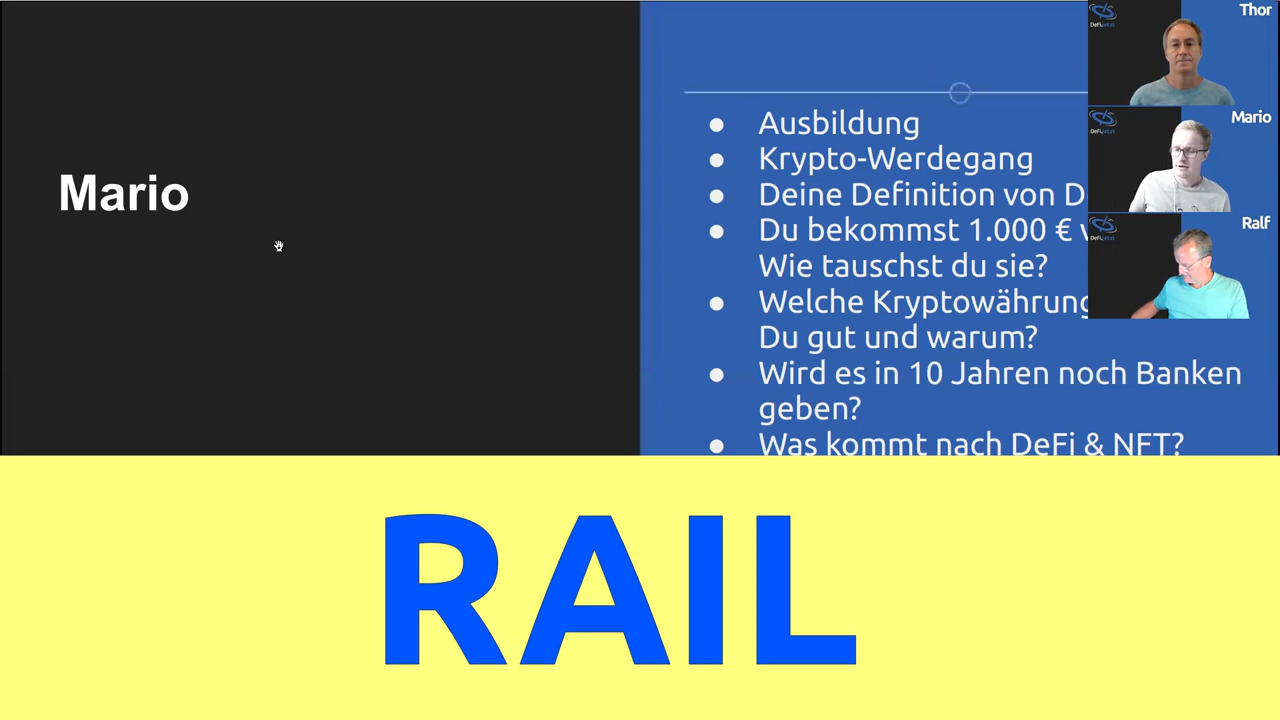 Mario
● Ausbildung
● Krypto-Werdegang
● Deine Definition von D
● Du bekommst 1.000 €
Wie tauschst du sie?
● Welche Kryptowährung
Du gut und warum?
● Wird es in 10 Jahren noch Banken
geben?
● Was kommt nach DeFi & NFT?
Thor
Mario
Ralf
RAIL